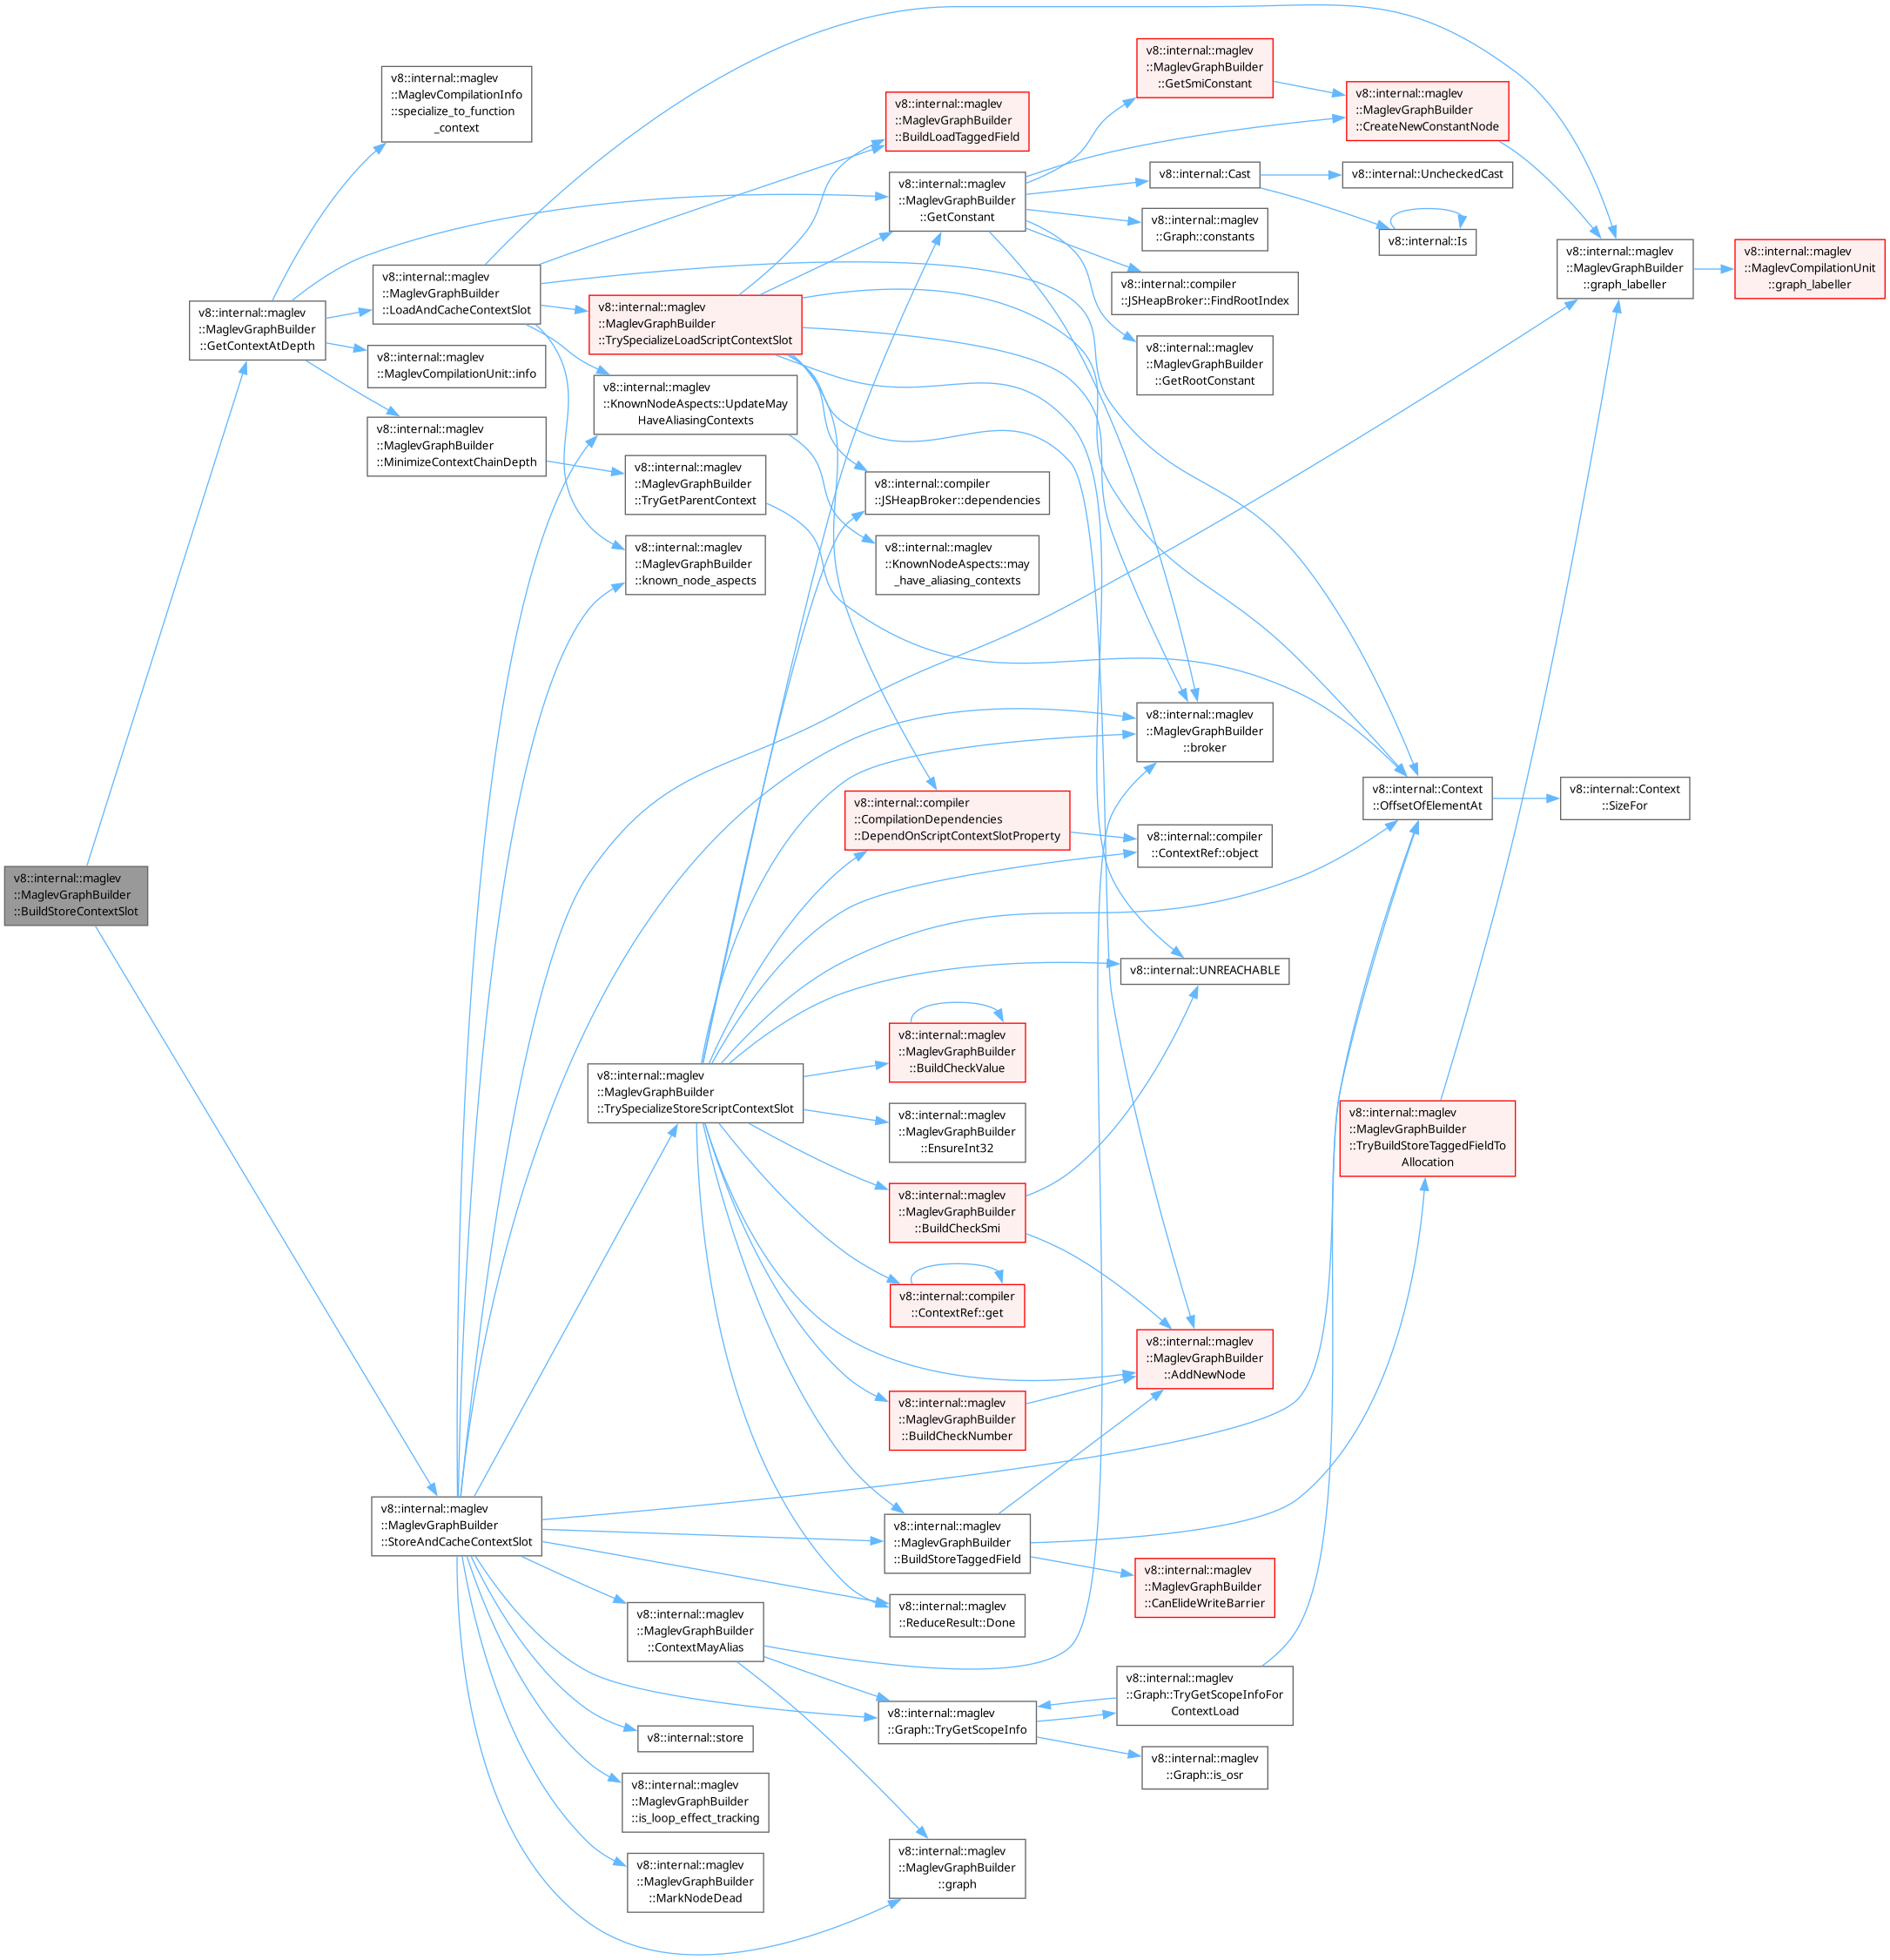 v8::internal::maglev
::MaglevGraphBuilder
::BuildStoreContextSlot
v8::internal::maglev
::MaglevGraphBuilder
::GetContextAtDepth
v8::internal::maglev
::MaglevCompilationInfo
::specialize_to_function
_context
v8::internal::maglev
::MaglevGraphBuilder
::LoadAndCacheContextSlot
v8::internal::maglev
::MaglevCompilationUnit::info
v8::internal::maglev
::MaglevGraphBuilder
::MinimizeContextChainDepth
v8::internal::maglev
::MaglevGraphBuilder
::StoreAndCacheContextSlot
v8::internal::maglev
::MaglevGraphBuilder
::TrySpecializeLoadScriptContextSlot
v8::internal::maglev
::KnownNodeAspects::UpdateMay
HaveAliasingContexts
v8::internal::maglev
::MaglevGraphBuilder
::TryGetParentContext
v8::internal::maglev
::MaglevGraphBuilder
::known_node_aspects
v8::internal::maglev
::MaglevGraphBuilder
::TrySpecializeStoreScriptContextSlot
v8::internal::maglev
::MaglevGraphBuilder
::ContextMayAlias
v8::internal::store
v8::internal::maglev
::MaglevGraphBuilder
::is_loop_effect_tracking
v8::internal::maglev
::MaglevGraphBuilder
::MarkNodeDead
v8::internal::maglev
::MaglevGraphBuilder
::BuildLoadTaggedField
v8::internal::maglev
::MaglevGraphBuilder
::GetConstant
v8::internal::compiler
::JSHeapBroker::dependencies
v8::internal::maglev
::KnownNodeAspects::may
_have_aliasing_contexts
v8::internal::compiler
::CompilationDependencies
::DependOnScriptContextSlotProperty
v8::internal::maglev
::MaglevGraphBuilder
::BuildCheckValue
v8::internal::maglev
::MaglevGraphBuilder
::EnsureInt32
v8::internal::maglev
::MaglevGraphBuilder
::BuildCheckSmi
v8::internal::compiler
::ContextRef::get
v8::internal::maglev
::MaglevGraphBuilder
::BuildCheckNumber
v8::internal::maglev
::MaglevGraphBuilder
::BuildStoreTaggedField
v8::internal::maglev
::ReduceResult::Done
v8::internal::maglev
::Graph::TryGetScopeInfo
v8::internal::maglev
::MaglevGraphBuilder
::graph
v8::internal::maglev
::MaglevGraphBuilder
::GetSmiConstant
v8::internal::Cast
v8::internal::maglev
::Graph::constants
v8::internal::compiler
::JSHeapBroker::FindRootIndex
v8::internal::maglev
::MaglevGraphBuilder
::GetRootConstant
v8::internal::maglev
::MaglevGraphBuilder
::broker
v8::internal::compiler
::ContextRef::object
v8::internal::UNREACHABLE
v8::internal::maglev
::MaglevGraphBuilder
::AddNewNode
v8::internal::maglev
::MaglevGraphBuilder
::CanElideWriteBarrier
v8::internal::maglev
::Graph::TryGetScopeInfoFor
ContextLoad
v8::internal::maglev
::Graph::is_osr
v8::internal::maglev
::MaglevGraphBuilder
::CreateNewConstantNode
v8::internal::UncheckedCast
v8::internal::Is
v8::internal::Context
::OffsetOfElementAt
v8::internal::maglev
::MaglevGraphBuilder
::TryBuildStoreTaggedFieldTo
Allocation
v8::internal::maglev
::MaglevGraphBuilder
::graph_labeller
v8::internal::Context
::SizeFor
v8::internal::maglev
::MaglevCompilationUnit
::graph_labeller